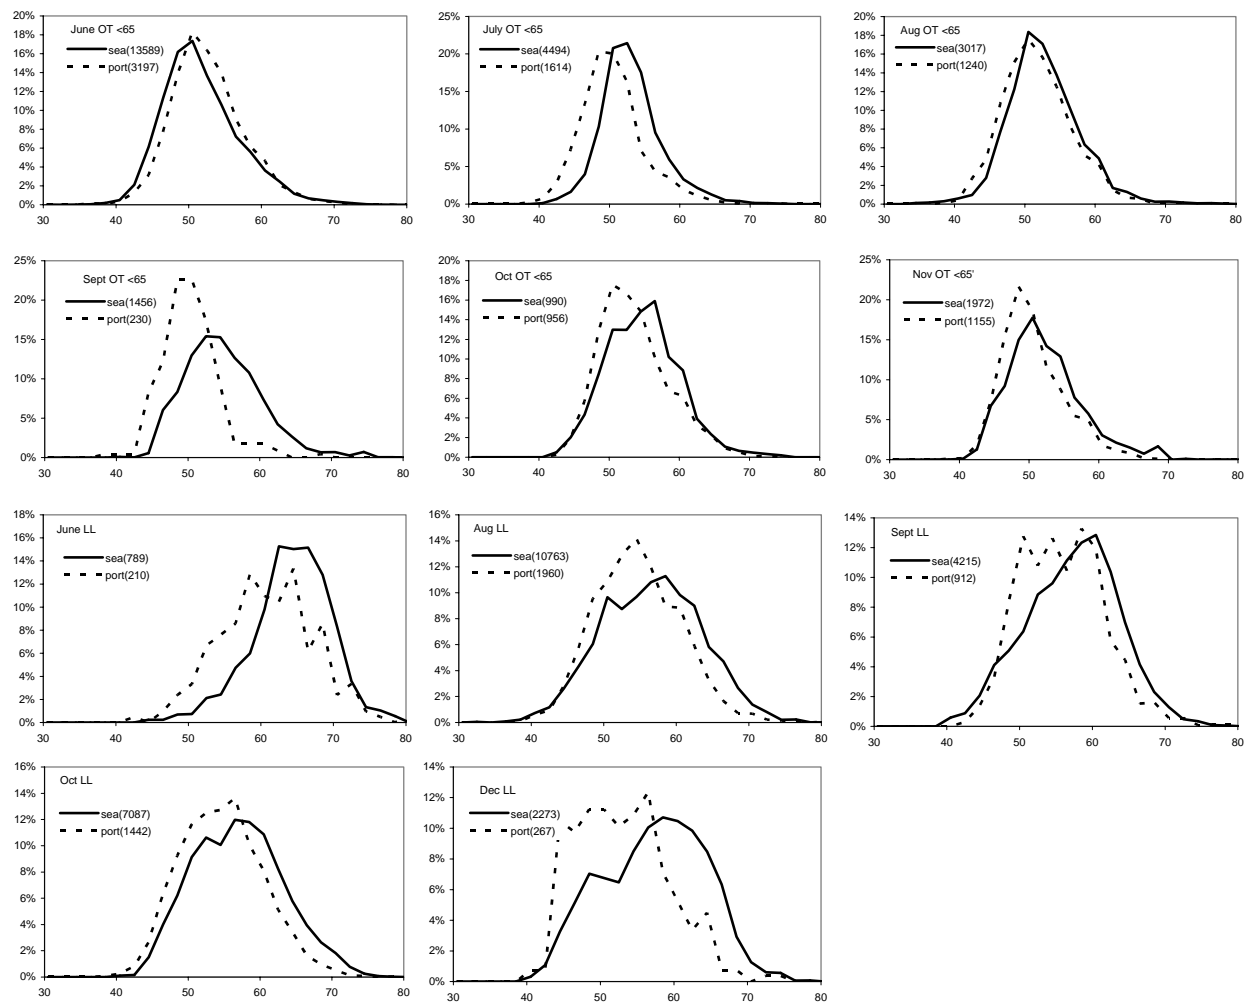 June OT <65
sea(13589)
port(3197)
20%
18%
16%
14%
12%
10%
8%
6%
4%
2%
0%
30 40 50 60 70 80
July OT <65
sea(4494)
port(1614)
25%
20%
15%
10%
5%
0%
30 40 50 60 70 80
Aug OT <65
sea(3017)
port(1240)
20%
18%
16%
14%
12%
10%
8%
6%
4%
2%
0%
30 40 50 60 70 80
Sept OT <65
sea(1456)
port(230)
25%
20%
15%
10%
5%
0%
30 40 50 60 70 80
Oct OT <65
sea(990)
port(956)
20%
18%
16%
14%
12%
10%
8%
6%
4%
2%
0%
30 40 50 60 70 80
Nov OT <65'
sea(1972)
port(1155)
25%
20%
15%
10%
5%
0%
30 40 50 60 70 80
June LL
sea(789)
port(210)
18%
16%
14%
12%
10%
8%
6%
4%
2%
0%
30 40 50 60 70 80
Aug LL
sea(10763)
port(1960)
16%
14%
12%
10%
8%
6%
4%
2%
0%
30 40 50 60 70 80
Sept LL
sea(4215)
port(912)
14%
12%
10%
8%
6%
4%
2%
0%
30 40 50 60 70 80
Oct LL
sea(7087)
port(1442)
16%
14%
12%
10%
8%
6%
4%
2%
0%
30 40 50 60 70 80
Dec LL
sea(2273)
port(267)
14%
12%
10%
8%
6%
4%
2%
0%
30 40 50 60 70 80